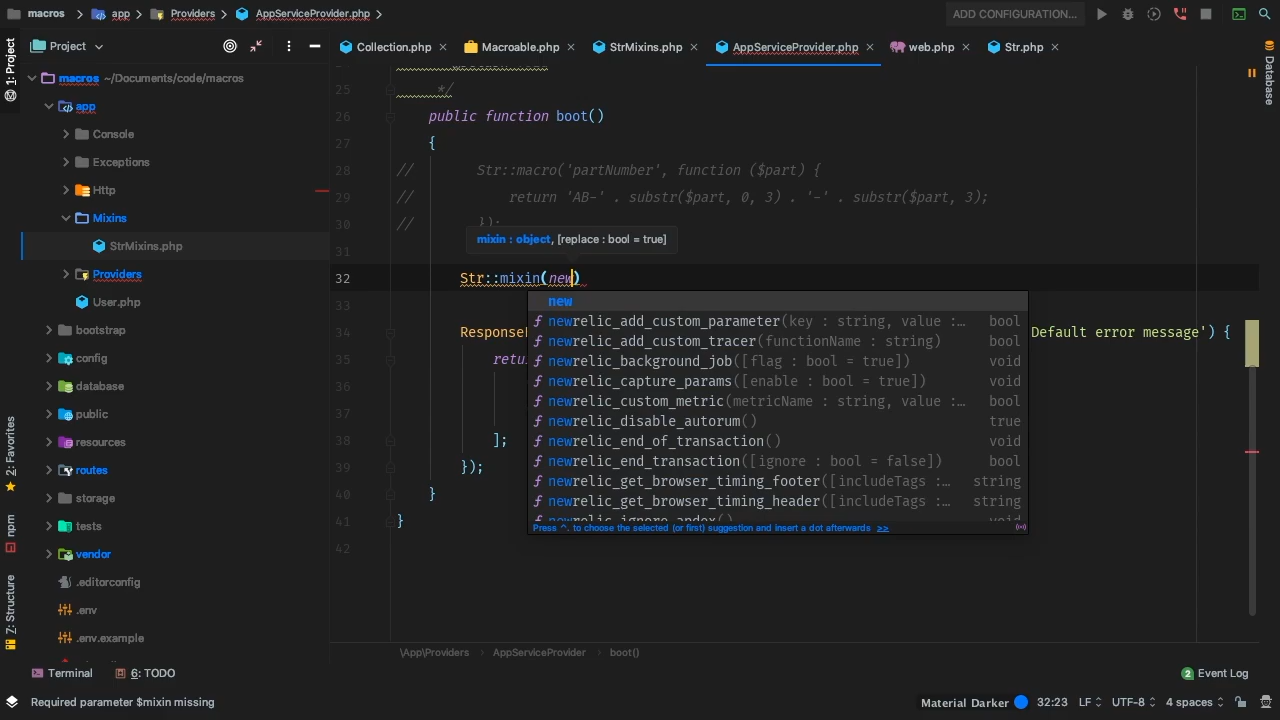 macros
app
Providers
AppServiceProvider.php
ADD CONFIGURATION...
1: Project
Project
Collection.php
Macroable.php
StrMixins.php
AppServiceProvider.php
web.php
Str.php
Database
macros ~/Documents/code/macros
app
Console
Exceptions
Http
Mixins
StrMixins.php
Providers
User.php
bootstrap
config
database
public
resources
routes
storage
tests
vendor
.editorconfig
.env
.env.example
2: Favorites
npm
7: Structure
25 */
26 public function boot()
27 {
28 // Str::macro('partNumber', function ($part) {
29 // return 'AB-' . substr($part, 0, 3) . '-' . substr($part, 3);
30 // });
mixin : object, [replace : bool = true]
31
32 Str::mixin(new)
33
34 Response Default error message') {
35 retu
36
37
38 ];
39 });
40 }
41 }
42
new
newrelic_add_custom_parameter(key : string, value :… bool
newrelic_add_custom_tracer(functionName : string) bool
newrelic_background_job([flag : bool = true]) void
newrelic_capture_params([enable : bool = true]) void
newrelic_custom_metric(metricName : string, value :… bool
newrelic_disable_autorum() true
newrelic_end_of_transaction() void
newrelic_end_transaction([ignore : bool = false]) bool
newrelic_get_browser_timing_footer([includeTags :… string
newrelic_get_browser_timing_header([includeTags :… string
newrelic_ignore_apdex() void
Press ^. to choose the selected (or first) suggestion and insert a dot afterwards >>
\App\Providers
AppServiceProvider
boot()
Terminal
6: TODO
2 Event Log
Required parameter $mixin missing
Material Darker
32:23
LF
UTF-8
4 spaces